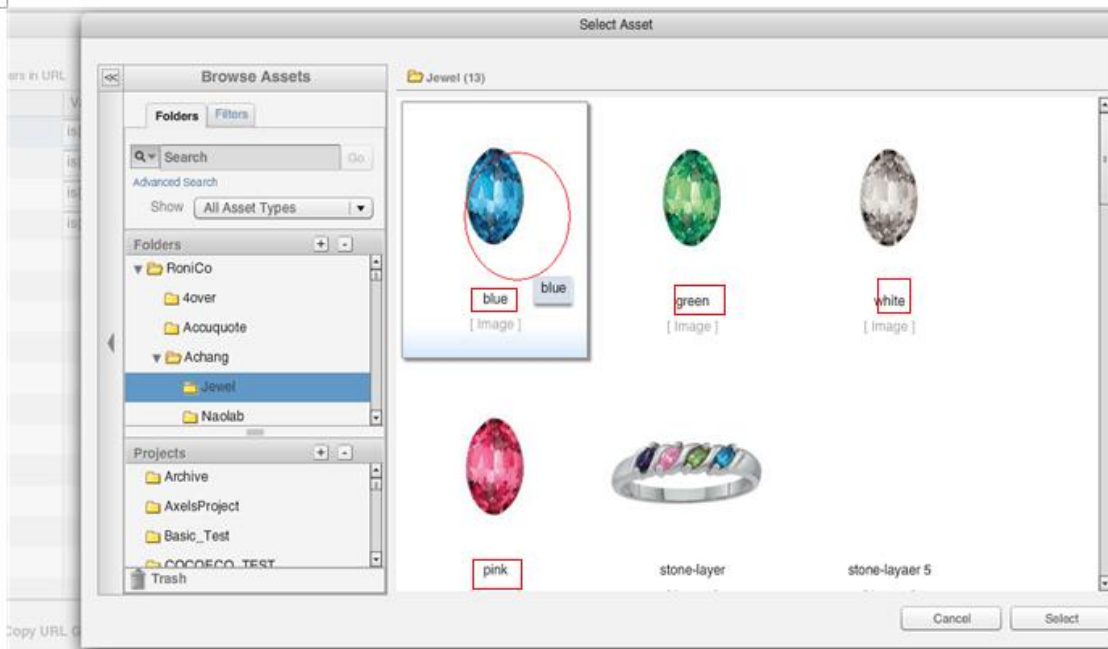 Select Asset
ers in URL
Browse Assets
Jewel (13)
Folders
Filters
Search
Go
Advanced Search
Show
All Asset Types
Folders
+
-
RoniCo
4over
Accuquote
Achang
Jewel
Naolab
blue
blue
[ Image ]
green
[ Image ]
white
[ Image ]
Projects
+
-
Archive
AxelsProject
Basic_Test
COCOECO_TEST
Trash
pink
stone-layer
stone-layaer 5
Cancel
Select
Copy URL